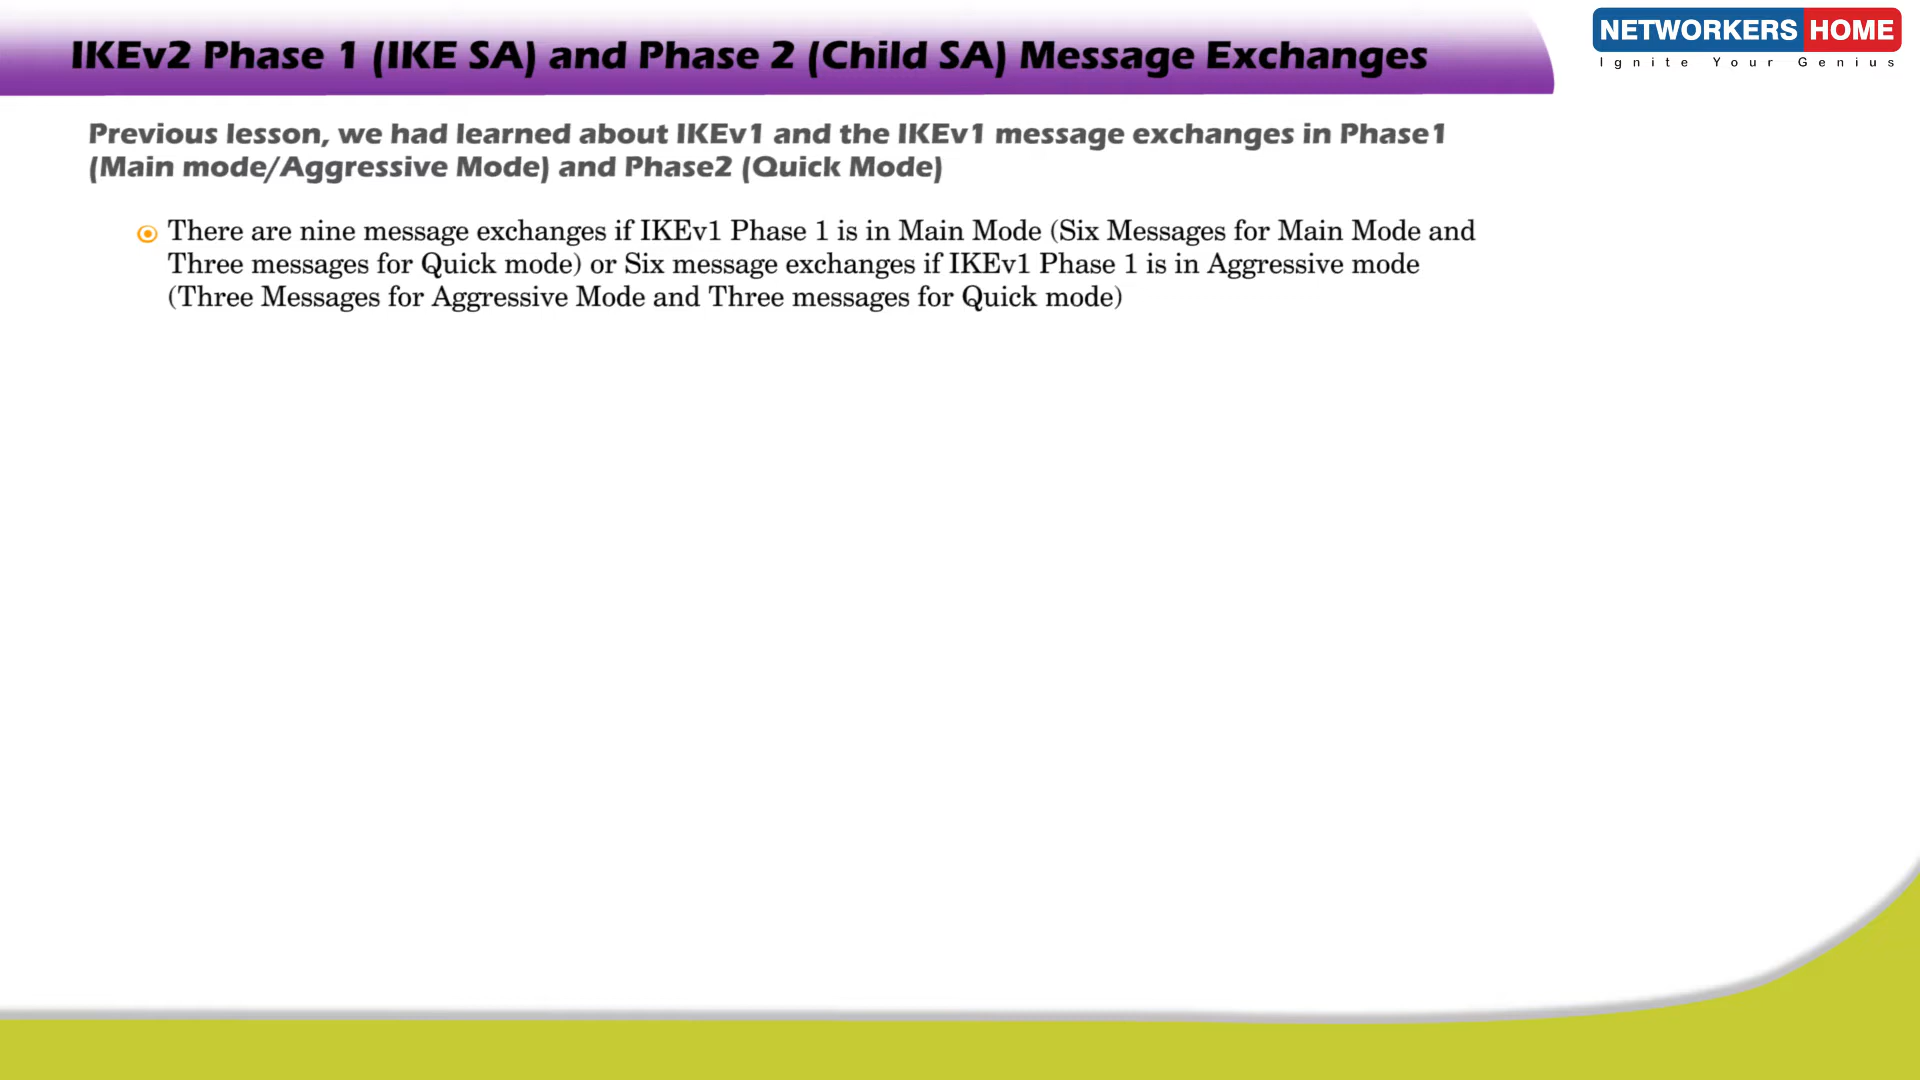 IKEv2 Phase 1 (IKE SA) and Phase 2 (Child SA) Message Exchanges
NETWORKERS HOME
Ignite Your Genius
Previous lesson, we had learned about IKEv1 and the IKEv1 message exchanges in Phase1
(Main mode/Aggressive Mode) and Phase2 (Quick Mode)
There are nine message exchanges if IKEv1 Phase 1 is in Main Mode (Six Messages for Main Mode and
Three messages for Quick mode) or Six message exchanges if IKEv1 Phase 1 is in Aggressive mode
(Three Messages for Aggressive Mode and Three messages for Quick mode)